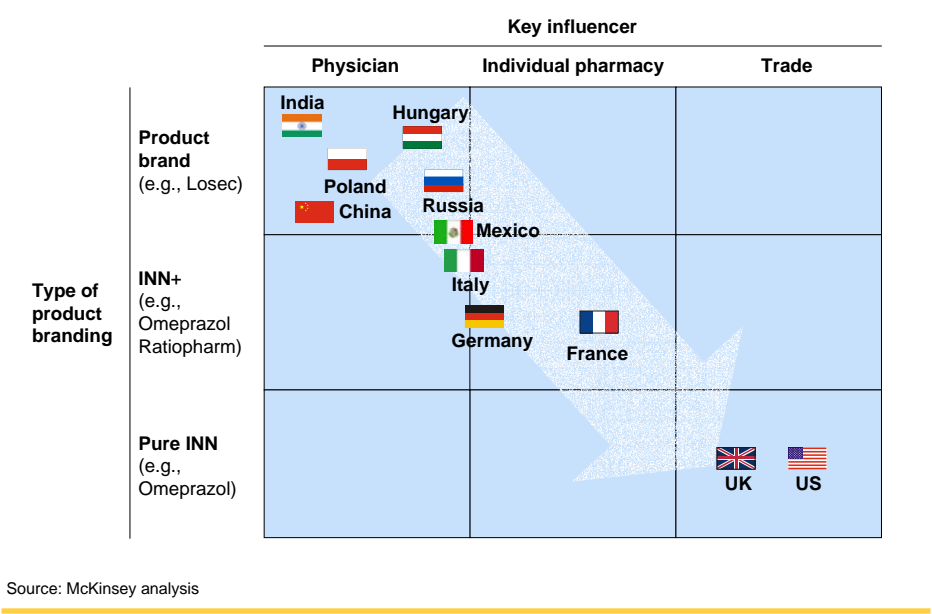 Key influencer
Physician
Individual pharmacy
Trade
Type of
product
branding
Product
brand
(e.g., Losec)
India
Hungary
Poland
Russia
China
Mexico
INN+
(e.g.,
Omeprazol
Ratiopharm)
Italy
Germany
France
Pure INN
(e.g.,
Omeprazol)
UK
US
Source: McKinsey analysis